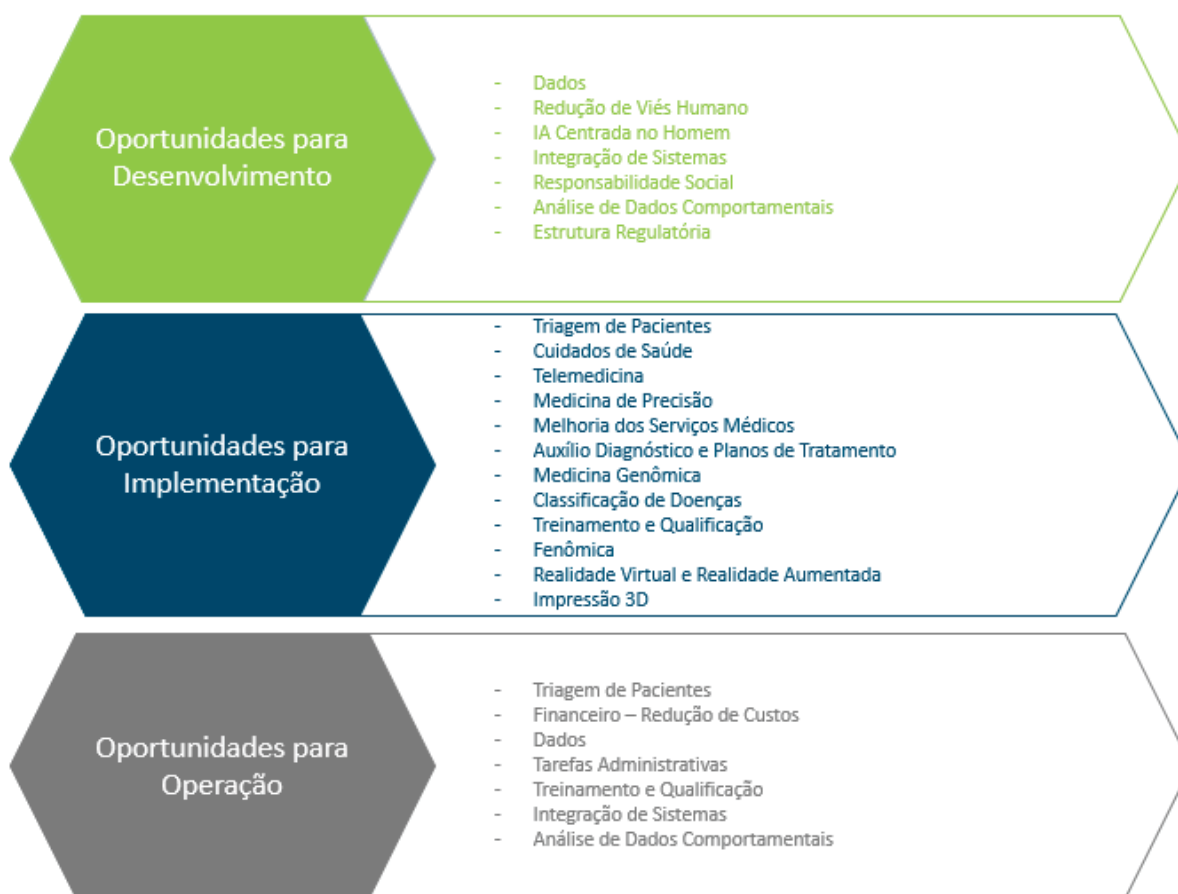 Oportunidades para
Desenvolvimento
- Dados
- Redução de Viés Humano
- IA Centrada no Homem
- Integração de Sistemas
- Responsabilidade Social
- Análise de Dados Comportamentais
- Estrutura Regulatória
Oportunidades para
Implementação
- Triagem de Pacientes
- Cuidados de Saúde
- Telemedicina
- Medicina de Precisão
- Melhoria dos Serviços Médicos
- Auxílio Diagnóstico e Planos de Tratamento
- Medicina Genômica
- Classificação de Doenças
- Treinamento e Qualificação
- Fenômica
- Realidade Virtual e Realidade Aumentada
- Impressão 3D
Oportunidades para
Operação
- Triagem de Pacientes
- Financeiro – Redução de Custos
- Dados
- Tarefas Administrativas
- Treinamento e Qualificação
- Integração de Sistemas
- Análise de Dados Comportamentais